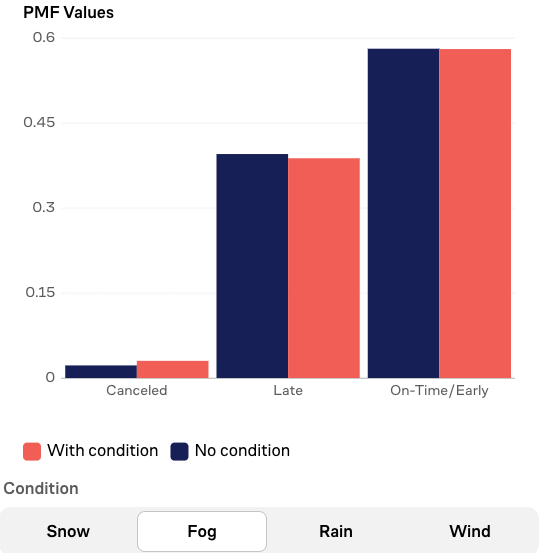 PMF Values
0.6
0.45
0.3
0.15
0
Canceled Late On-Time/Early
With condition No condition
Condition
Snow Fog Rain Wind